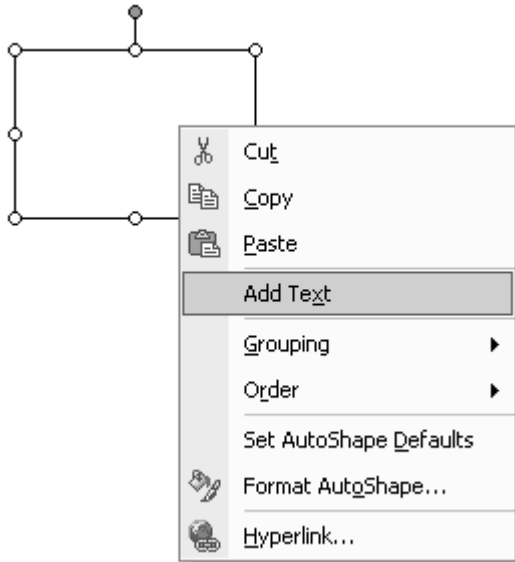 Cut
Copy
Paste
Add Text
Grouping
Order
Set AutoShape Defaults
Format AutoShape...
Hyperlink...